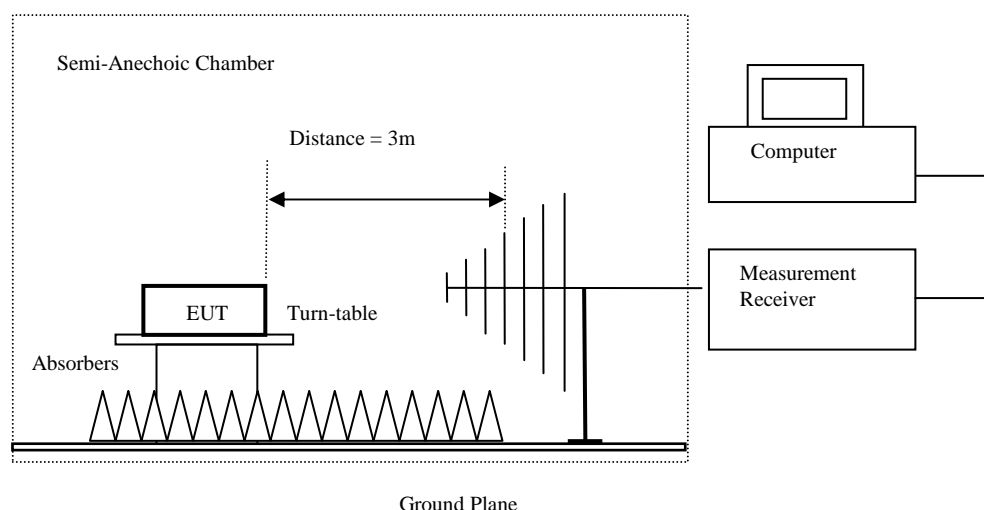 Semi-Anechoic Chamber
Distance = 3m
Computer
Measurement
Receiver
EUT
Turn-table
Absorbers
Ground Plane